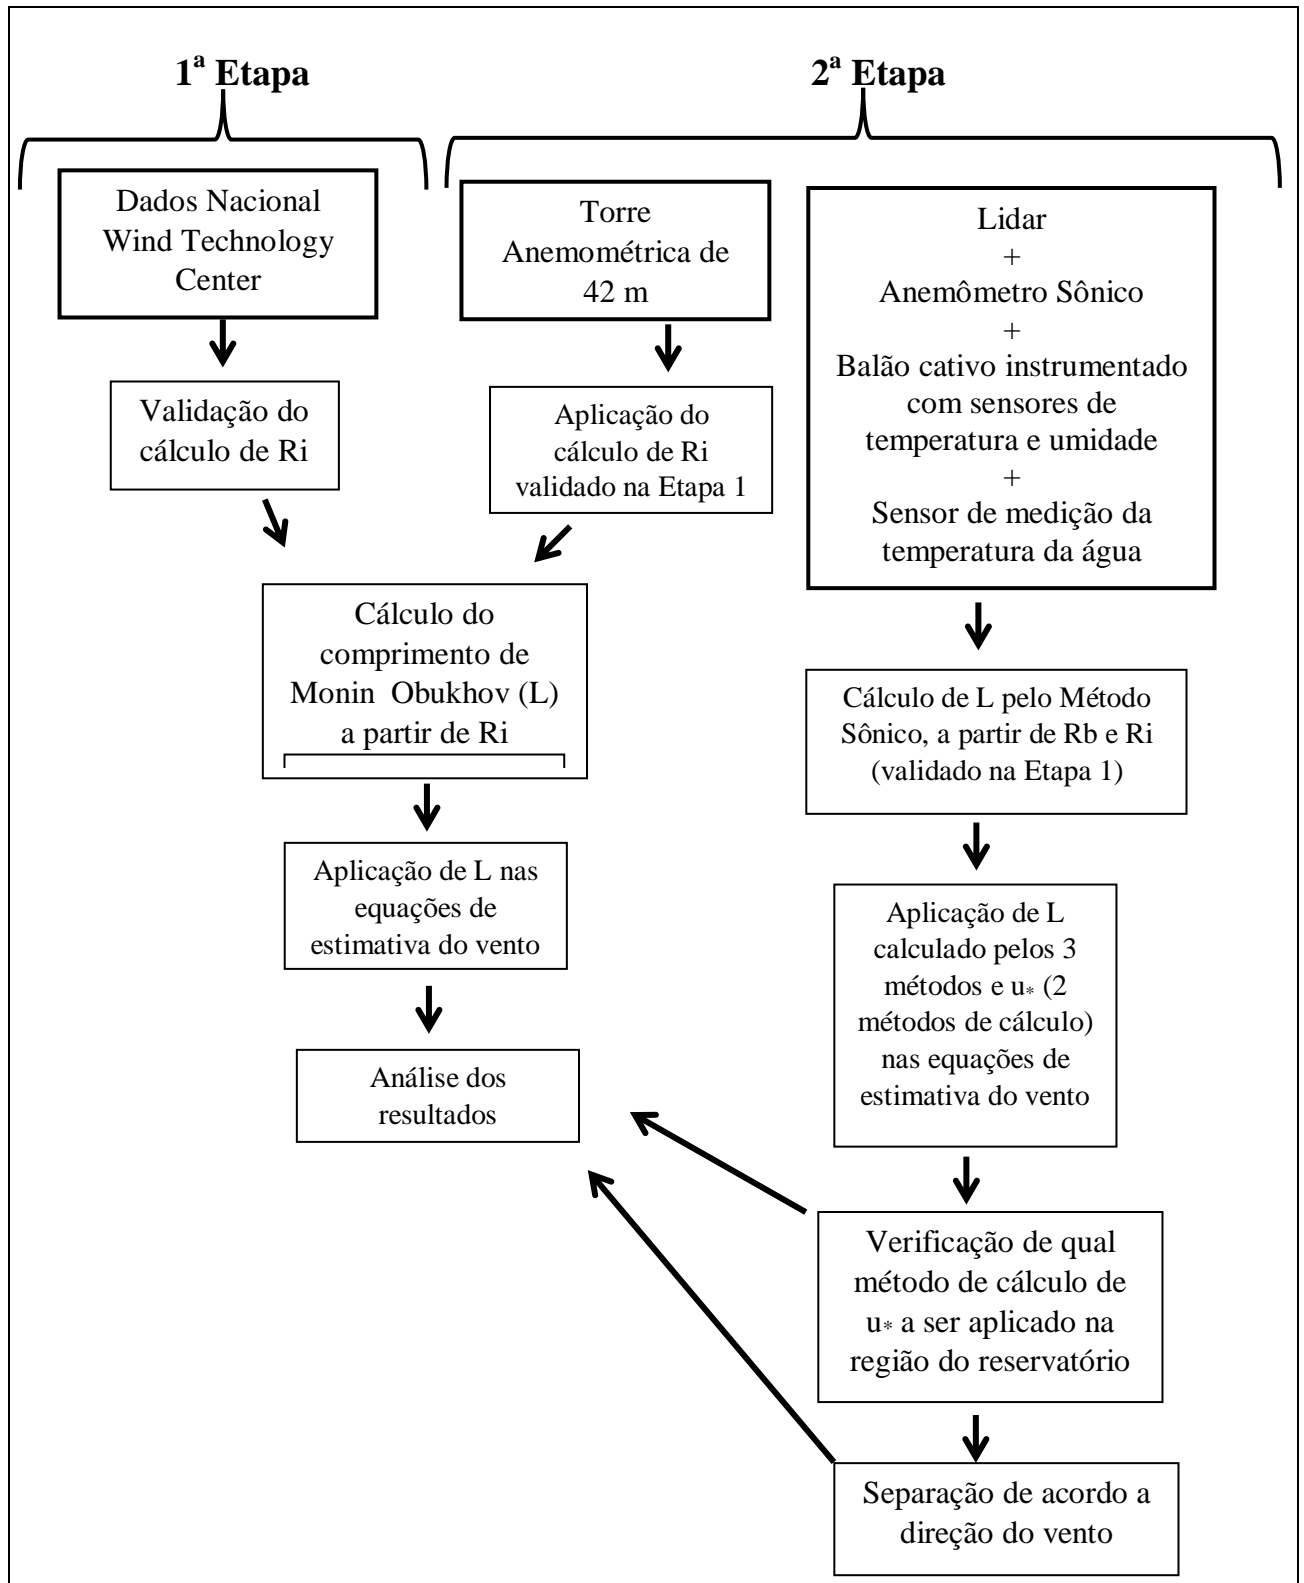 1ª Etapa
2ª Etapa
Dados Nacional
Wind Technology
Center
Validação do
cálculo de Ri
Torre
Anemométrica de
42 m
Aplicação do
cálculo de Ri
validado na Etapa 1
Cálculo do
comprimento de
Monin Obukhov (L)
a partir de Ri
Aplicação de L nas
equações de
estimativa do vento
Análise dos
resultados
Lidar
+
Anemômetro Sônico
+
Balão cativo instrumentado
com sensores de
temperatura e umidade
+
Sensor de medição da
temperatura da água
Cálculo de L pelo Método
Sônico, a partir de Rb e Ri
(validado na Etapa 1)
Aplicação de L
calculado pelos 3
métodos e u* (2
métodos de cálculo)
nas equações de
estimativa do vento
Verificação de qual
método de cálculo de
u* a ser aplicado na
região do reservatório
Separação de acordo a
direção do vento